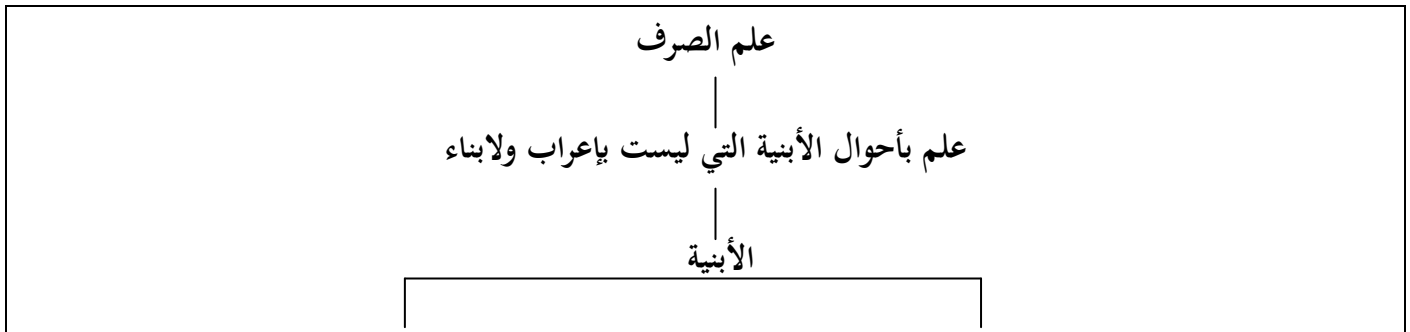 علم الصرف
علم بأحوال الأبنية التي ليست بإعراب ولابناء
الأبنية